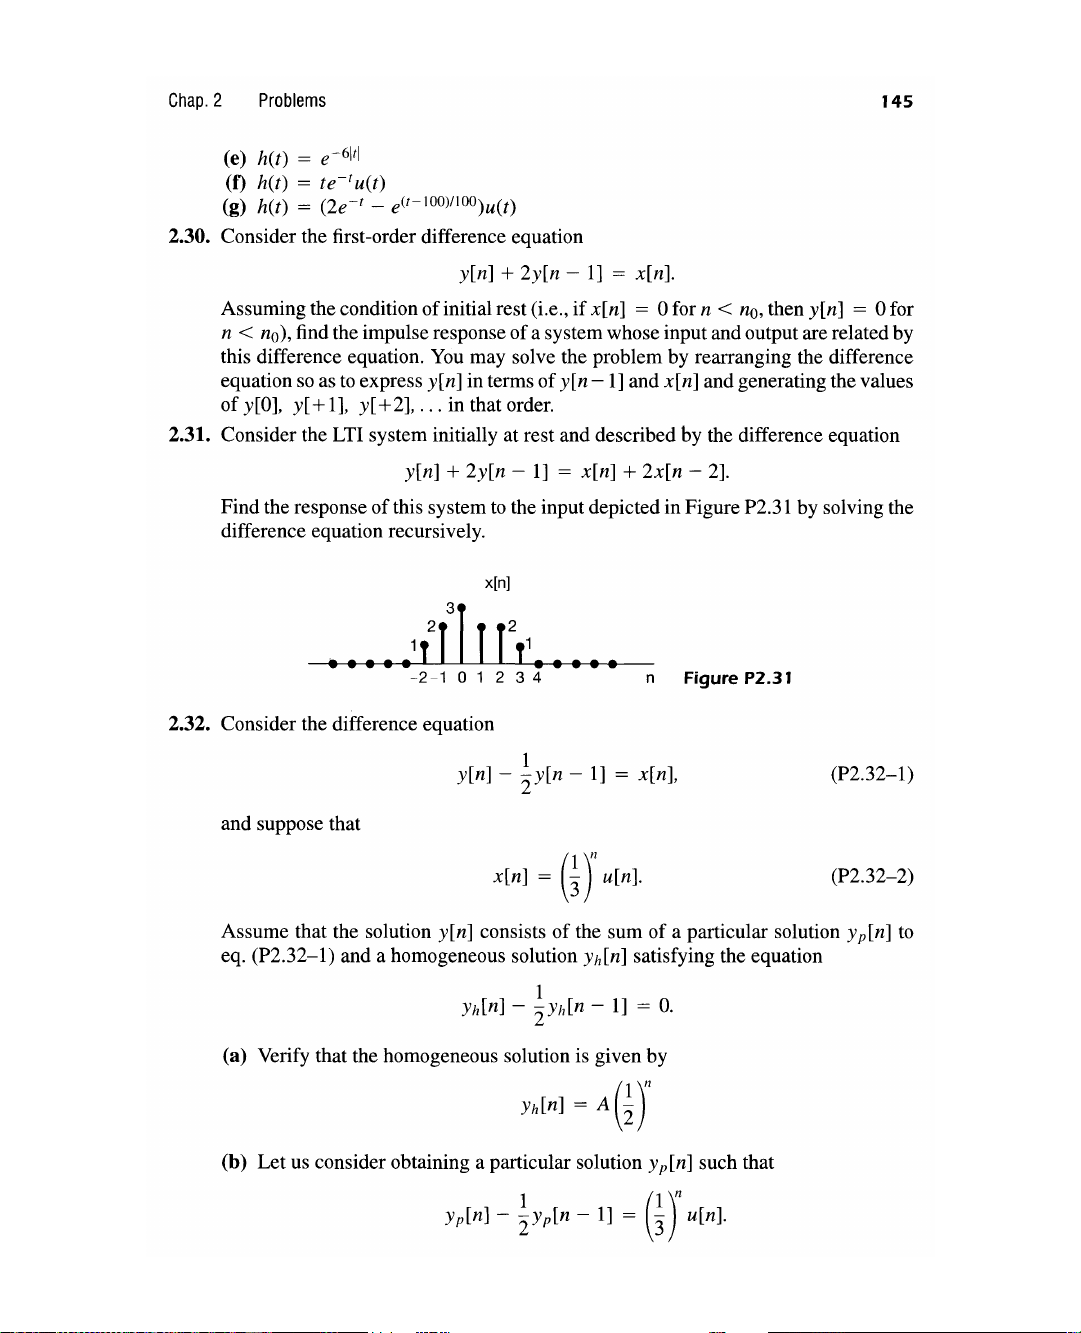 Chap. 2 Problems 145
(e) h(t) = e^{-6|t|}
(f) h(t) = te^{-t}u(t)
(g) h(t) = (2e^{-t} - e^{(t-100)/100})u(t)
2.30. Consider the first-order difference equation
y[n] + 2y[n - 1] = x[n].
Assuming the condition of initial rest (i.e., if x[n] = 0 for n < n₀, then y[n] = 0 for
n < n₀), find the impulse response of a system whose input and output are related by
this difference equation. You may solve the problem by rearranging the difference
equation so as to express y[n] in terms of y[n - 1] and x[n] and generating the values
of y[0], y[+1], y[+2], . . . in that order.
2.31. Consider the LTI system initially at rest and described by the difference equation
y[n] + 2y[n - 1] = x[n] + 2x[n - 2].
Find the response of this system to the input depicted in Figure P2.31 by solving the
difference equation recursively.
x[n]
3
2 2
1 1
-2 -1 0 1 2 3 4 n Figure P2.31
2.32. Consider the difference equation
y[n] - \frac{1}{2}y[n - 1] = x[n], (P2.32–1)
and suppose that
x[n] = \left(\frac{1}{3}\right)^n u[n]. (P2.32–2)
Assume that the solution y[n] consists of the sum of a particular solution y_p[n] to
eq. (P2.32–1) and a homogeneous solution y_h[n] satisfying the equation
y_h[n] - \frac{1}{2}y_h[n - 1] = 0.
(a) Verify that the homogeneous solution is given by
y_h[n] = A\left(\frac{1}{2}\right)^n
(b) Let us consider obtaining a particular solution y_p[n] such that
y_p[n] - \frac{1}{2}y_p[n - 1] = \left(\frac{1}{3}\right)^n u[n].